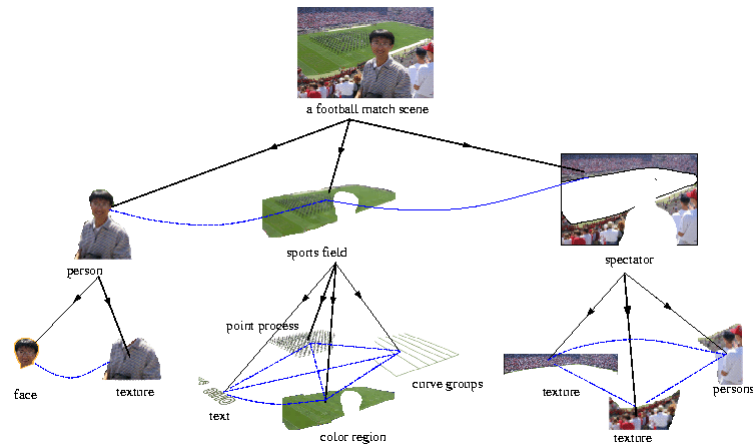 a football match scene
sports field
person
spectator
point process
face
texture
text
curve groups
color region
texture
texture
persons